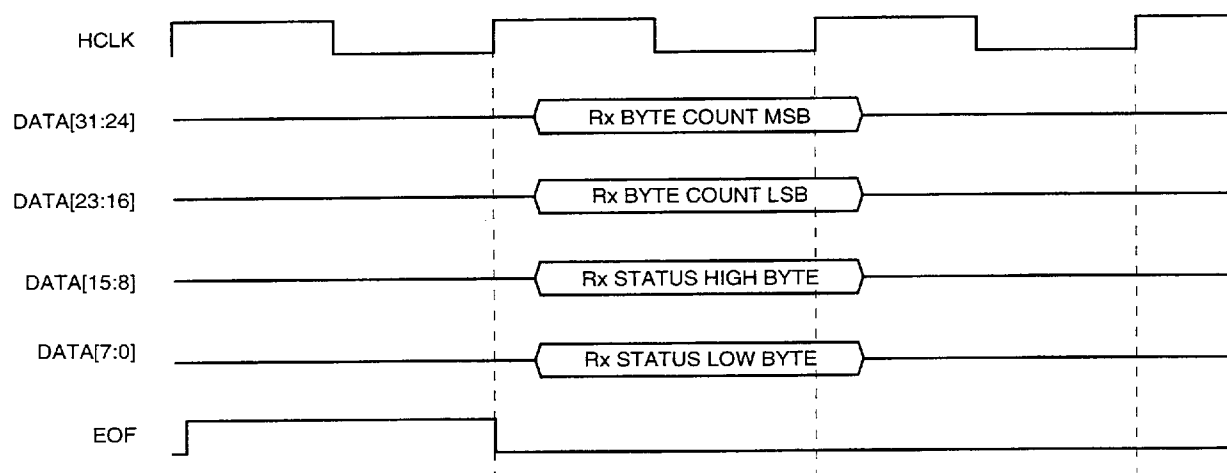 HCLK
DATA[31:24] Rx BYTE COUNT MSB
DATA[23:16] Rx BYTE COUNT LSB
DATA[15:8] Rx STATUS HIGH BYTE
DATA[7:0] Rx STATUS LOW BYTE
EOF